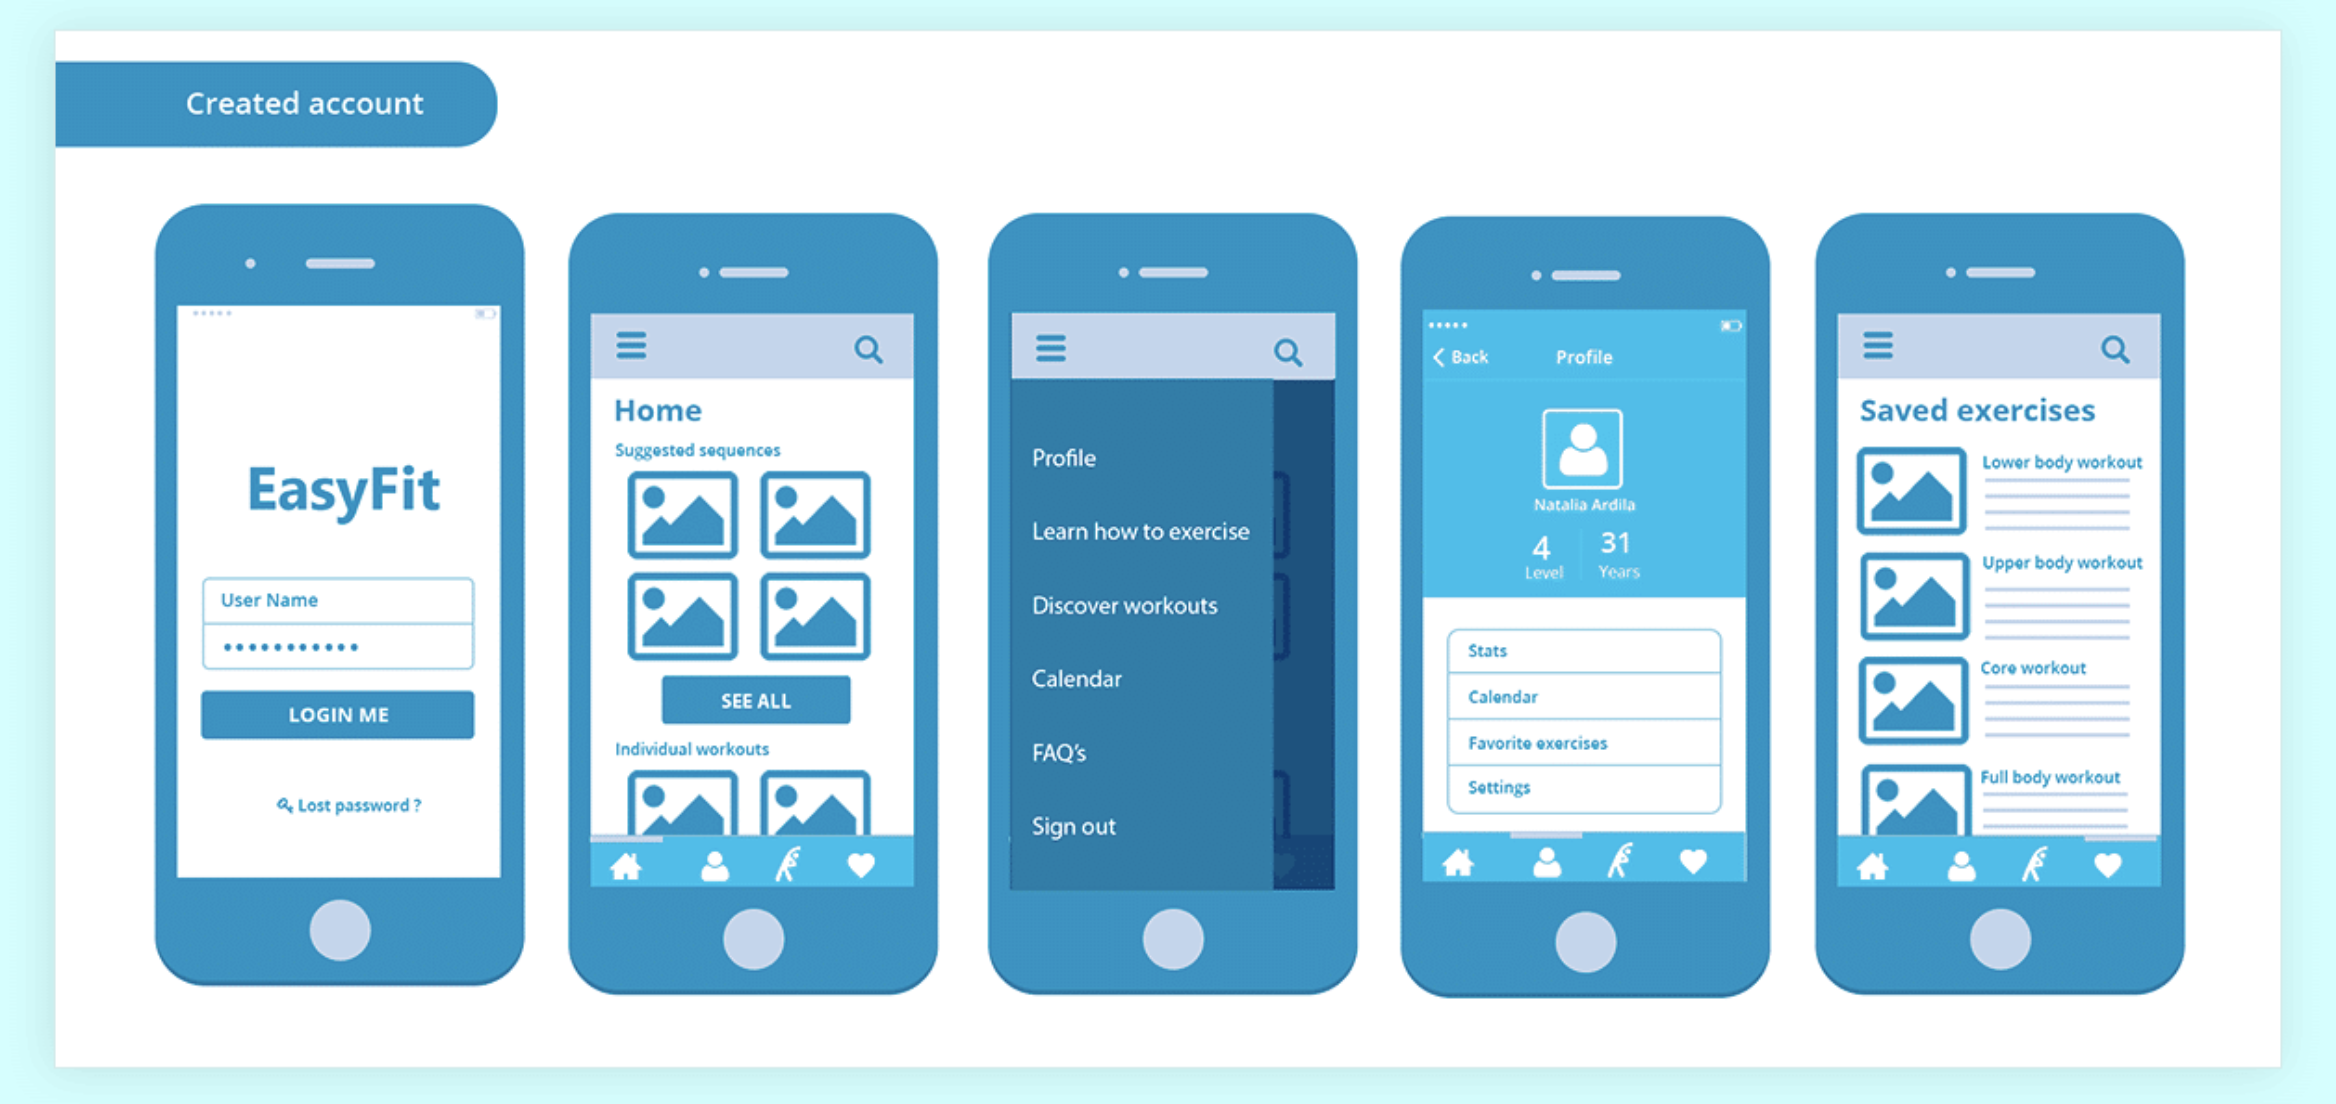 Created account
EasyFit
User Name
LOGIN ME
Lost password ?
Home
Suggested sequences
SEE ALL
Individual workouts
Profile
Learn how to exercise
Discover workouts
Calendar
FAQ's
Sign out
Back
Profile
Natalia Ardila
4
31
Level
Years
Stats
Calendar
Favorite exercises
Settings
Saved exercises
Lower body workout
Upper body workout
Core workout
Full body workout